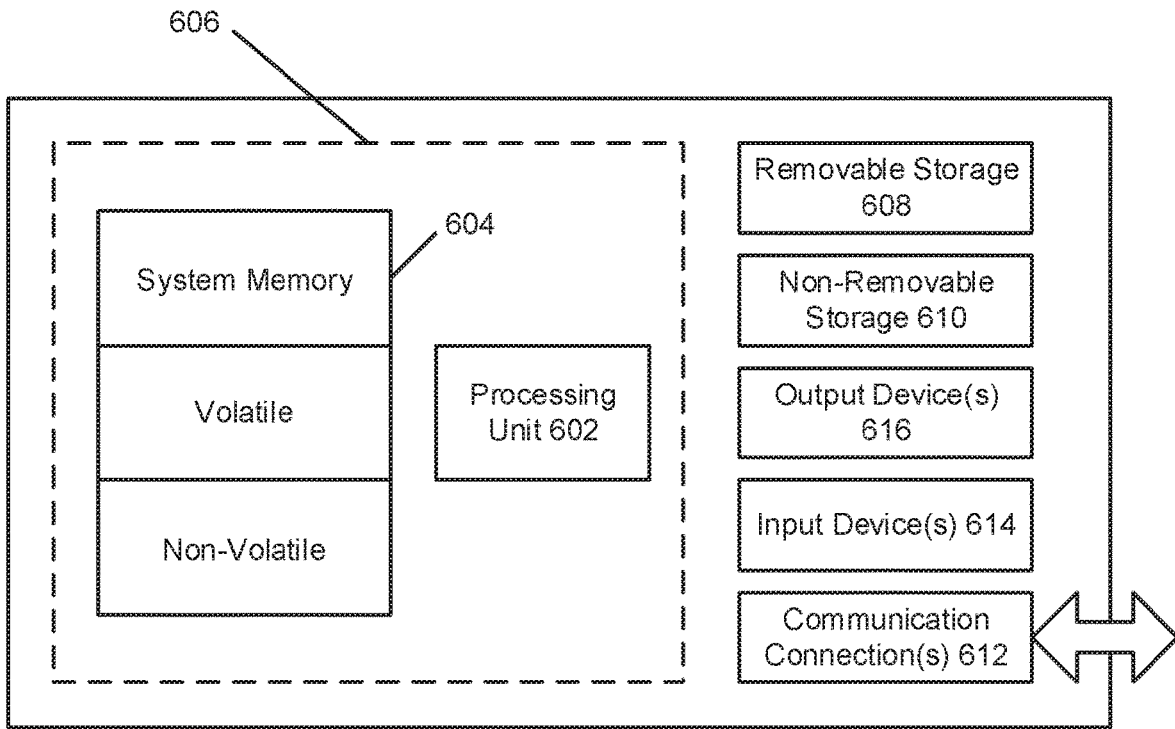 606
604
System Memory
Volatile
Non-Volatile
Processing
Unit 602
Removable Storage
608
Non-Removable
Storage 610
Output Device(s)
616
Input Device(s) 614
Communication
Connection(s) 612